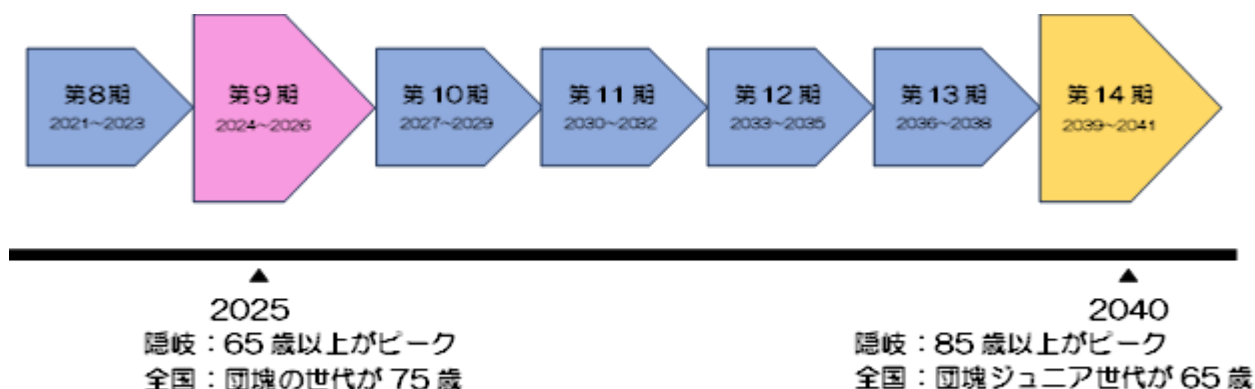 第8期
2021~2023
第9期
2024~2026
第10期
2027~2029
第11期
2030~2032
第12期
2033~2035
第13期
2036~2038
第14期
2039~2041
▲
2025
隠岐：65歳以上がピーク
全国：団塊の世代が75歳
▲
2040
隠岐：85歳以上がピーク
全国：団塊ジュニア世代が65歳